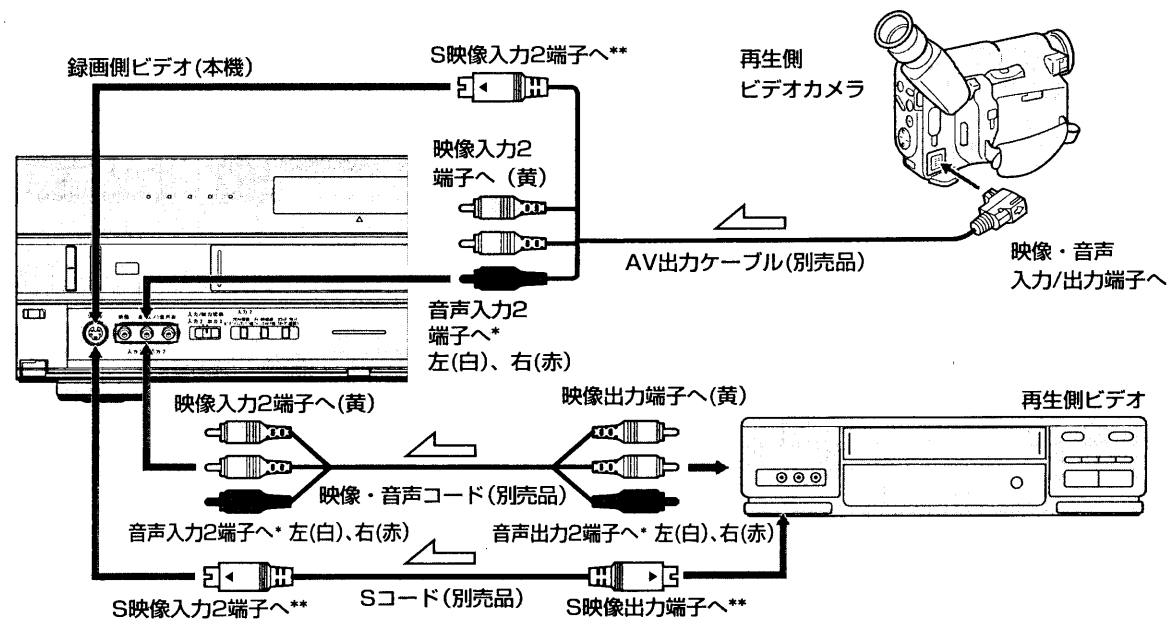 録画側ビデオ(本機)
S映像入力2端子へ**
再生側
ビデオカメラ
映像入力2
端子へ(黄)
AV出力ケーブル(別売品)
映像・音声
入力/出力端子へ
音声入力2
端子へ*
左(白)、右(赤)
映像入力2端子へ(黄)
映像出力端子へ(黄)
再生側ビデオ
映像・音声コード(別売品)
音声入力2端子へ* 左(白)、右(赤)
音声出力2端子へ* 左(白)、右(赤)
Sコード(別売品)
S映像入力2端子へ**
S映像出力端子へ**